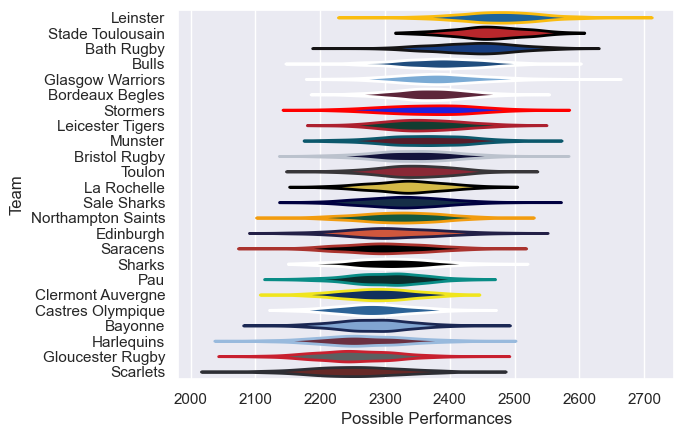 Leinster
Stade Toulousain
Bath Rugby
Bulls
Glasgow Warriors
Bordeaux Begles
Stormers
Leicester Tigers
Munster
Bristol Rugby
Toulon
La Rochelle
Sale Sharks
Northampton Saints
Edinburgh
Saracens
Sharks
Pau
Clermont Auvergne
Castres Olympique
Bayonne
Harlequins
Gloucester Rugby
Scarlets
Team
2000 2100 2200 2300 2400 2500 2600 2700
Possible Performances